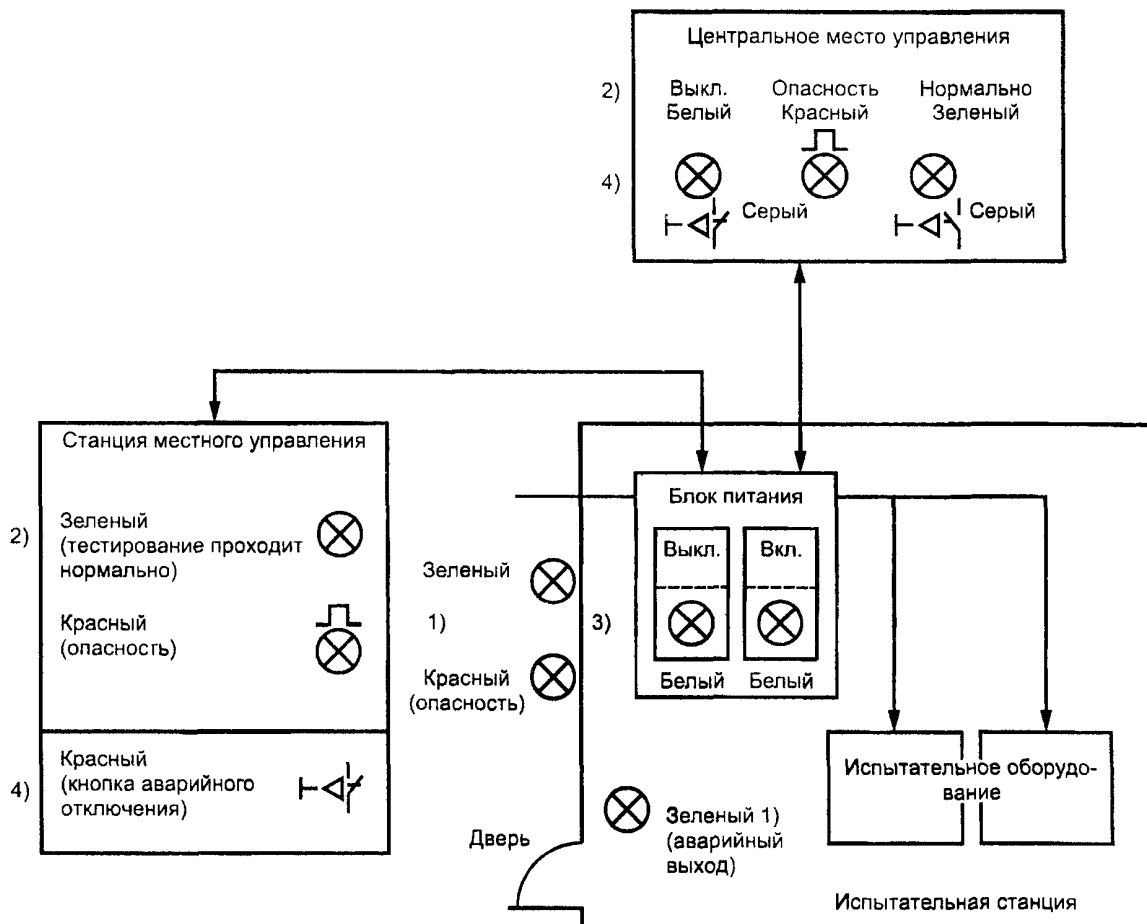 Центральное место управления
2)
Выкл.
Белый
Опасность
Красный
Нормально
Зеленый
4)
Серый
Серый
Станция местного управления
2)
Зеленый
(тестирование проходит
нормально)
Красный
(опасность)
4)
Красный
(кнопка аварийного
отключения)
Зеленый
1)
Красный
(опасность)
3)
Блок питания
Выкл.
Вкл.
Белый
Белый
Испытательное оборудо-
вание
Зеленый 1)
(аварийный
выход)
Дверь
Испытательная станция